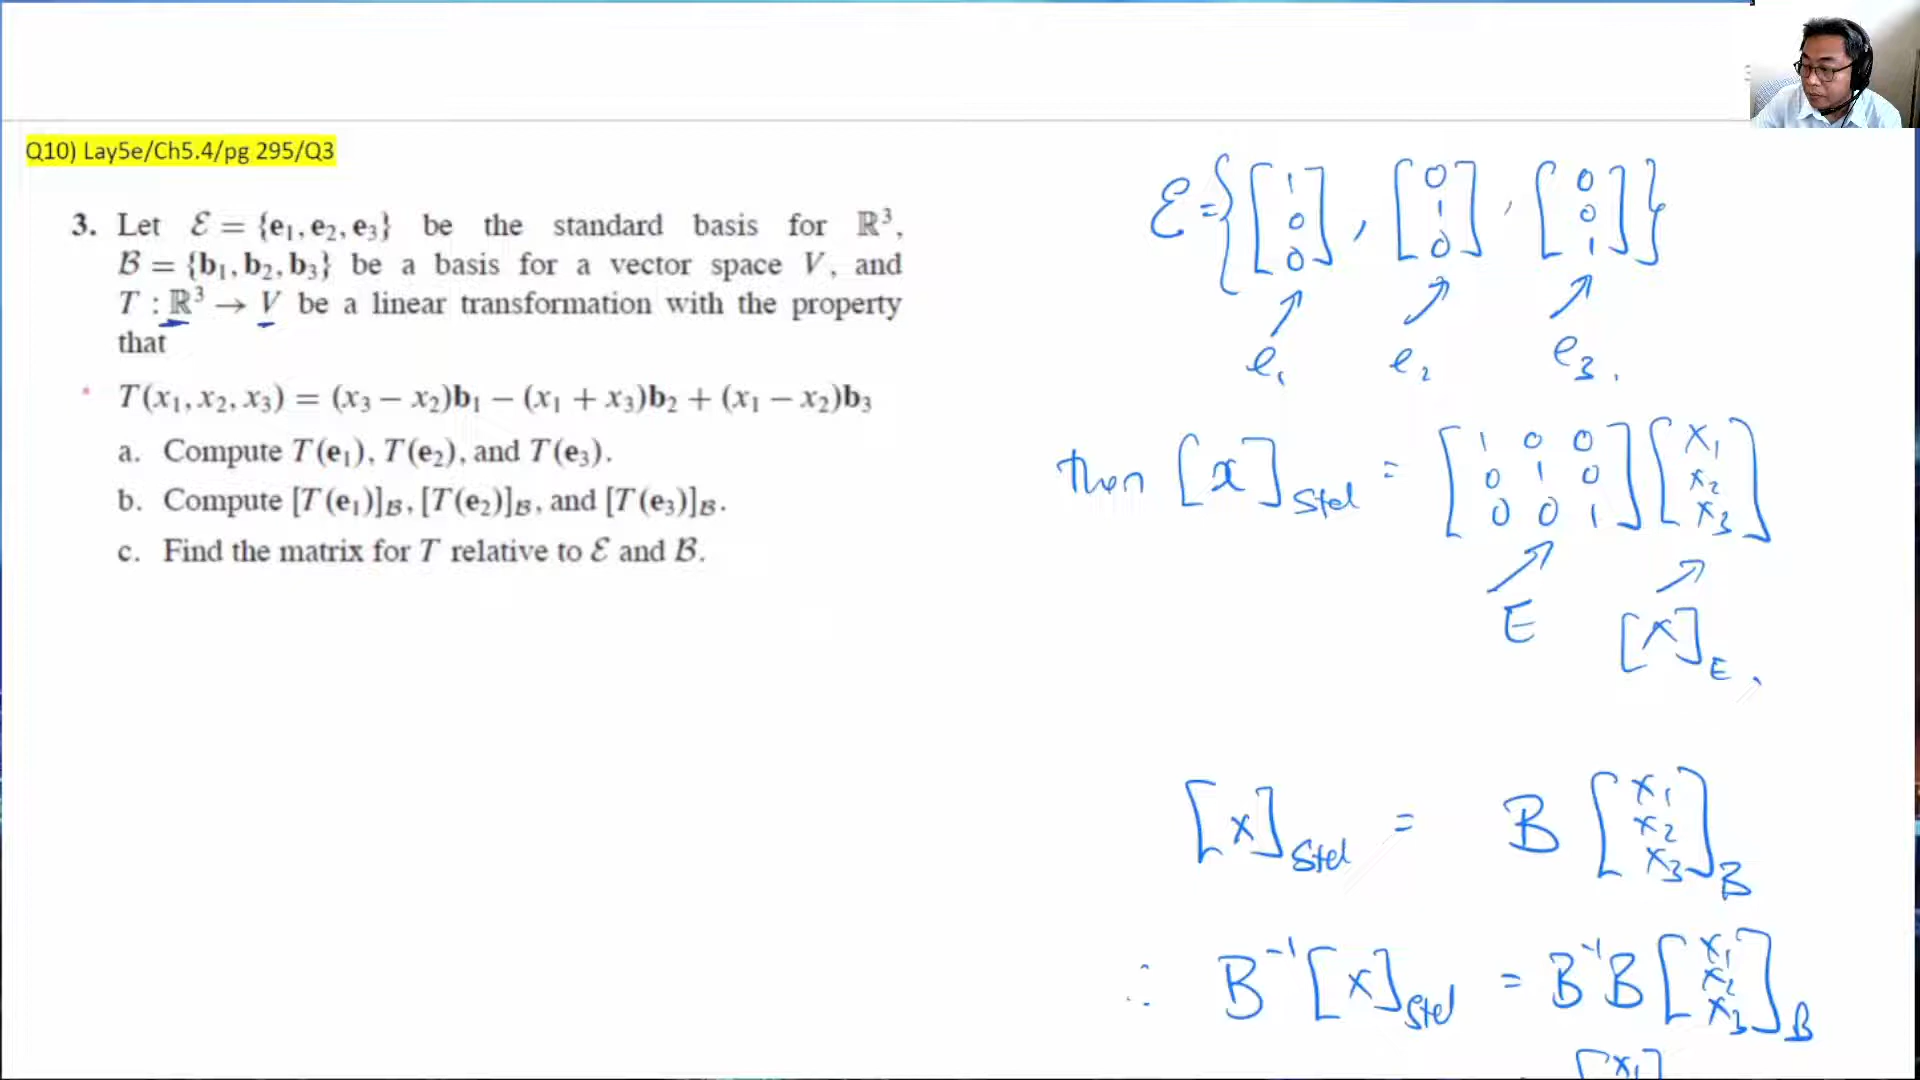 Q10) Lay5e/Ch5.4/pg 295/Q3
3. Let ℰ = {e₁, e₂, e₃} be the standard basis for ℝ³,
ℬ = {b₁, b₂, b₃} be a basis for a vector space V, and
T : ℝ³ → V be a linear transformation with the property
that
T(x₁, x₂, x₃) = (x₃ − x₂)b₁ − (x₁ + x₃)b₂ + (x₁ − x₂)b₃
a. Compute T(e₁), T(e₂), and T(e₃).
b. Compute [T(e₁)]ℬ, [T(e₂)]ℬ, and [T(e₃)]ℬ.
c. Find the matrix for T relative to ℰ and ℬ.
ℰ = { [1 0 0], [0 1 0], [0 0 1] }
e₁ e₂ e₃.
then [x]Std = [1 0 0
0 1 0
0 0 1] [x₁ x₂ x₃]
E [x]E.
[x]Std = B [x₁ x₂ x₃]B
∴ B⁻¹ [x]Std = B⁻¹B [x₁ x₂ x₃]B
[x₁]